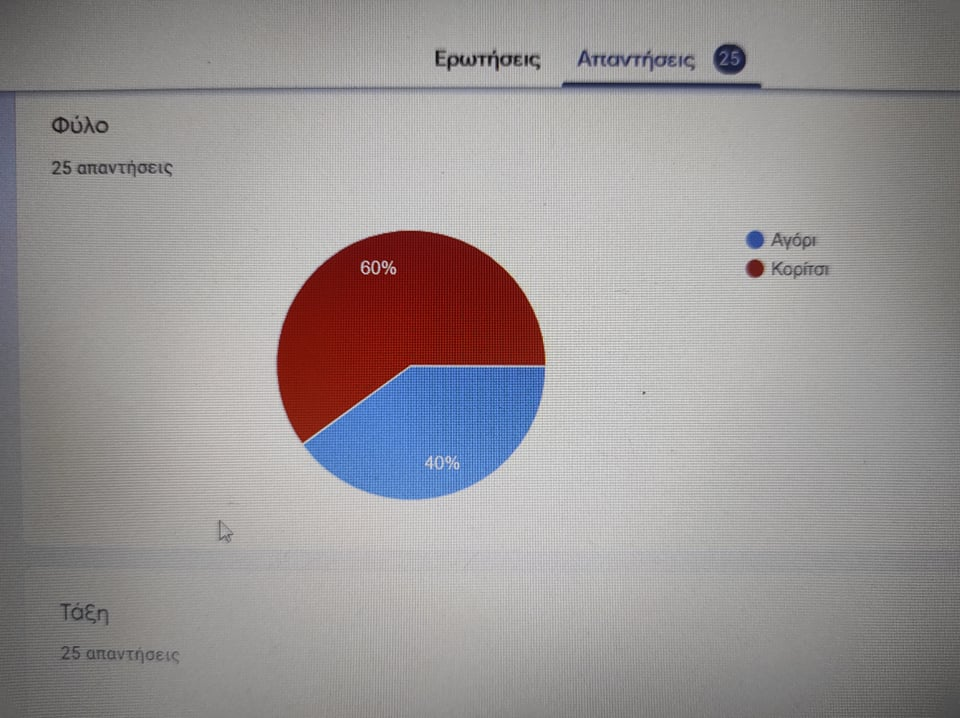 Ερωτήσεις
Απαντήσεις 25
Φύλο
25 απαντήσεις
Αγόρι
Κορίτσι
60%
40%
Τάξη
25 απαντήσεις